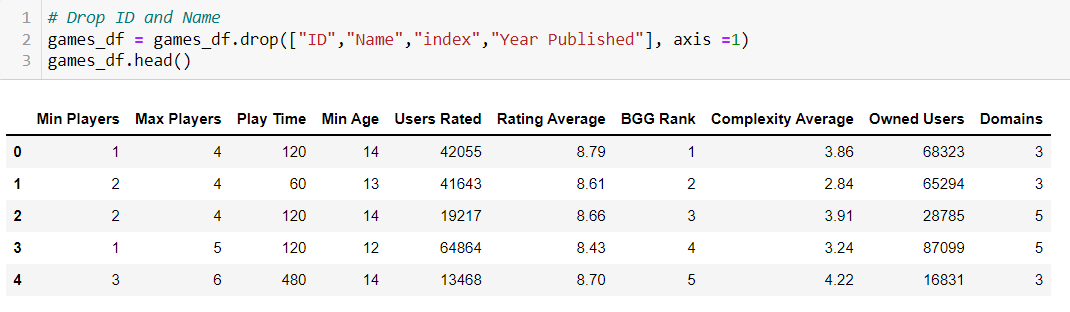 1 # Drop ID and Name
2 games_df = games_df.drop(["ID","Name","index","Year Published"], axis =1)
3 games_df.head()
Min Players Max Players Play Time Min Age Users Rated Rating Average BGG Rank Complexity Average Owned Users Domains
0 1 4 120 14 42055 8.79 1 3.86 68323 3
1 2 4 60 13 41643 8.61 2 2.84 65294 3
2 2 4 120 14 19217 8.66 3 3.91 28785 5
3 1 5 120 12 64864 8.43 4 3.24 87099 5
4 3 6 480 14 13468 8.70 5 4.22 16831 3